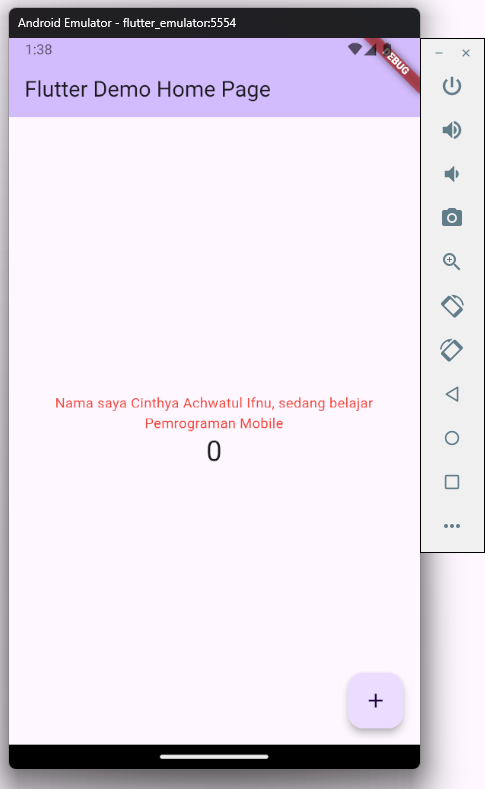 Android Emulator - flutter_emulator:5554
1:38
DEBUG
Flutter Demo Home Page
Nama saya Cinthya Achwatul Ifnu, sedang belajar
Pemrograman Mobile
0